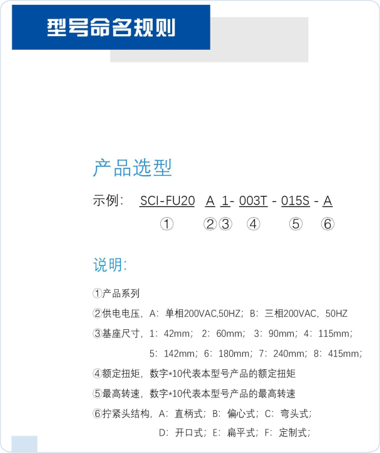 型号命名规则
产品选型
示例： SCI-FU20 A 1- 003T - 015S - A
① ② ③ ④ ⑤ ⑥
说明:
①产品系列
②供电电压，A：单相200VAC,50HZ；B：三相200VAC，50HZ
③基座尺寸，1：42mm；2：60mm；3：90mm；4：115mm；
5：142mm；6：180mm；7：240mm；8：415mm；
④额定扭矩，数字*10代表本型号产品的额定扭矩
⑤最高转速，数字*10代表本型号产品的最高转速
⑥拧紧头结构，A：直柄式；B：偏心式；C：弯头式；
D：开口式；E：扁平式；F：定制式；